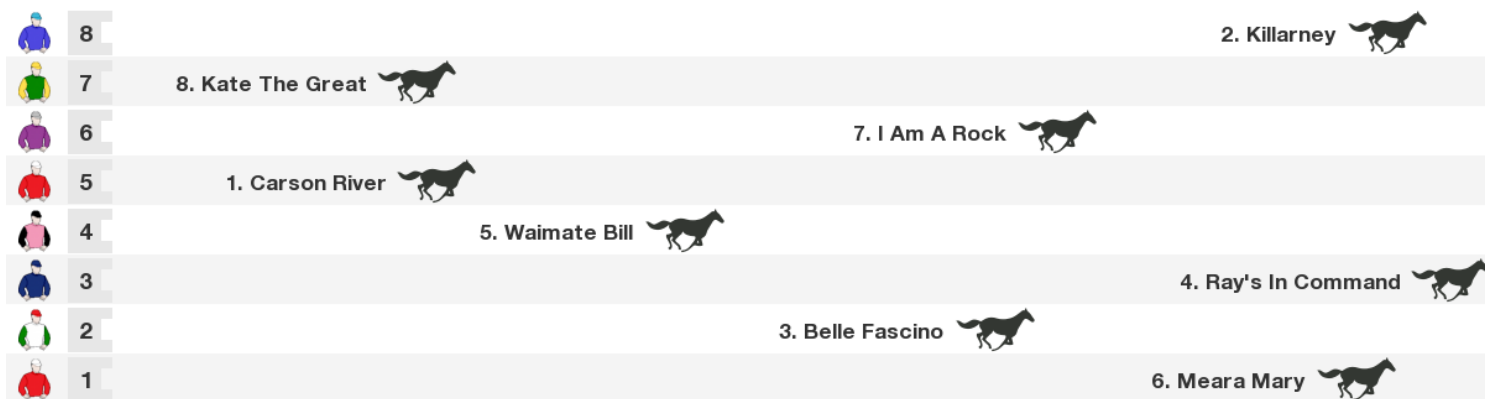 8 2. Killarney
7 8. Kate The Great
6 7. I Am A Rock
5 1. Carson River
4 5. Waimate Bill
3 4. Ray's In Command
2 3. Belle Fascino
1 6. Meara Mary